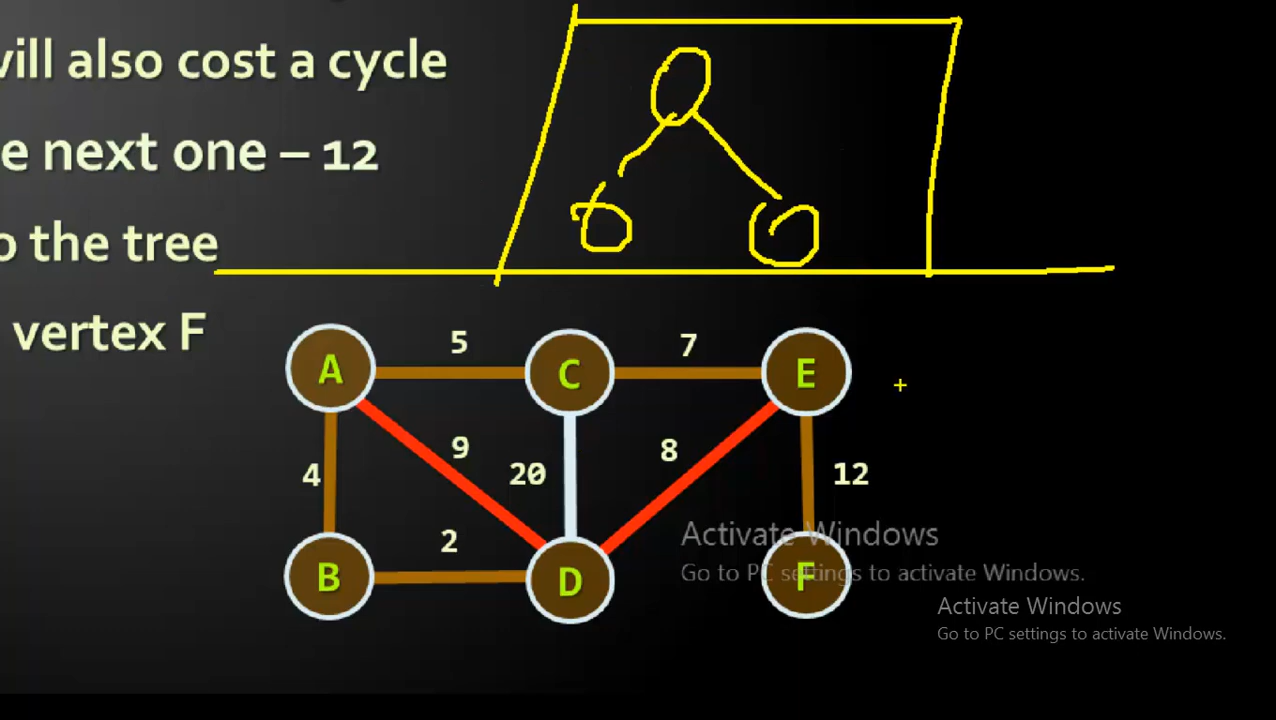 will also cost a cycle
e next one – 12
o the tree
vertex F
A 5 C 7 E
4 9 20 8 12
B 2 D F
Activate Windows
Go to PC settings to activate Windows.
Activate Windows
Go to PC settings to activate Windows.